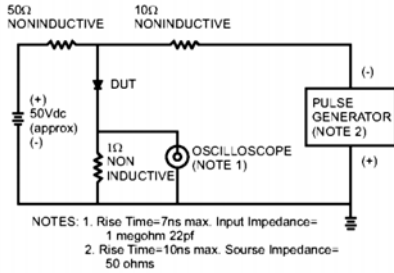 50Ω
NONINDUCTIVE
10Ω
NONINDUCTIVE
(+)
50Vdc
(approx)
(-)
DUT
1Ω
NON
INDUCTIVE
OSCILLOSCOPE
(NOTE 1)
(-)
PULSE
GENERATOR
(NOTE 2)
(+)
NOTES: 1. Rise Time=7ns max. Input Impedance=
1 megohm 22pf
2. Rise Time=10ns max. Sourse Impedance=
50 ohms